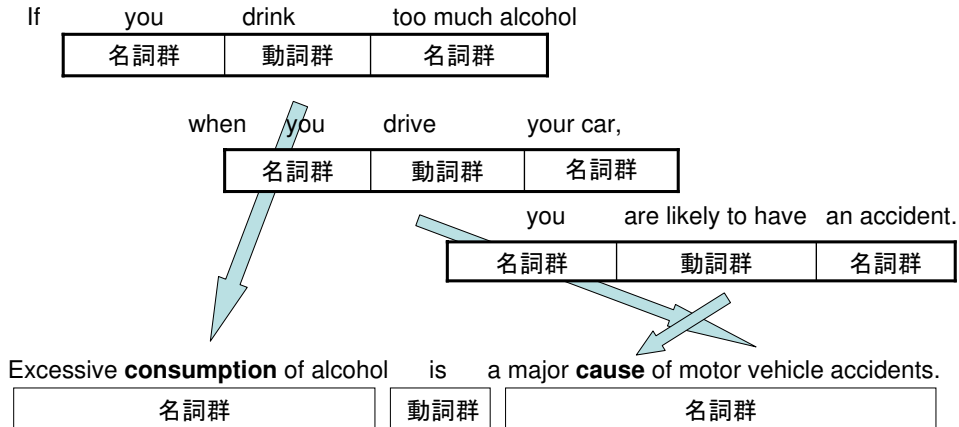 If you drink too much alcohol
名詞群 動詞群 名詞群
when you drive your car,
名詞群 動詞群 名詞群
you are likely to have an accident.
名詞群 動詞群 名詞群
Excessive consumption of alcohol is a major cause of motor vehicle accidents.
名詞群 動詞群 名詞群